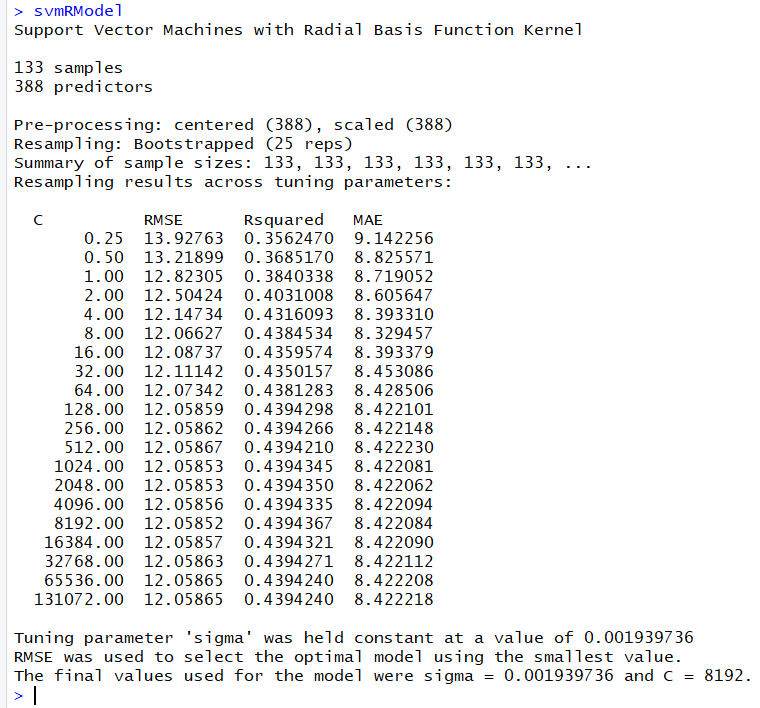 > svmRModel
Support Vector Machines with Radial Basis Function Kernel
133 samples
388 predictors
Pre-processing: centered (388), scaled (388)
Resampling: Bootstrapped (25 reps)
Summary of sample sizes: 133, 133, 133, 133, 133, 133, ...
Resampling results across tuning parameters:
C RMSE Rsquared MAE
0.25 13.92763 0.3562470 9.142256
0.50 13.21899 0.3685170 8.825571
1.00 12.82305 0.3840338 8.719052
2.00 12.50424 0.4031008 8.605647
4.00 12.14734 0.4316093 8.393310
8.00 12.06627 0.4384534 8.329457
16.00 12.08737 0.4359574 8.393379
32.00 12.11142 0.4350157 8.453086
64.00 12.07342 0.4381283 8.428506
128.00 12.05859 0.4394298 8.422101
256.00 12.05862 0.4394266 8.422148
512.00 12.05867 0.4394210 8.422230
1024.00 12.05853 0.4394345 8.422081
2048.00 12.05853 0.4394350 8.422062
4096.00 12.05856 0.4394335 8.422094
8192.00 12.05852 0.4394367 8.422084
16384.00 12.05857 0.4394321 8.422090
32768.00 12.05863 0.4394271 8.422112
65536.00 12.05865 0.4394240 8.422208
131072.00 12.05865 0.4394240 8.422218
Tuning parameter 'sigma' was held constant at a value of 0.001939736
RMSE was used to select the optimal model using the smallest value.
The final values used for the model were sigma = 0.001939736 and C = 8192.
>